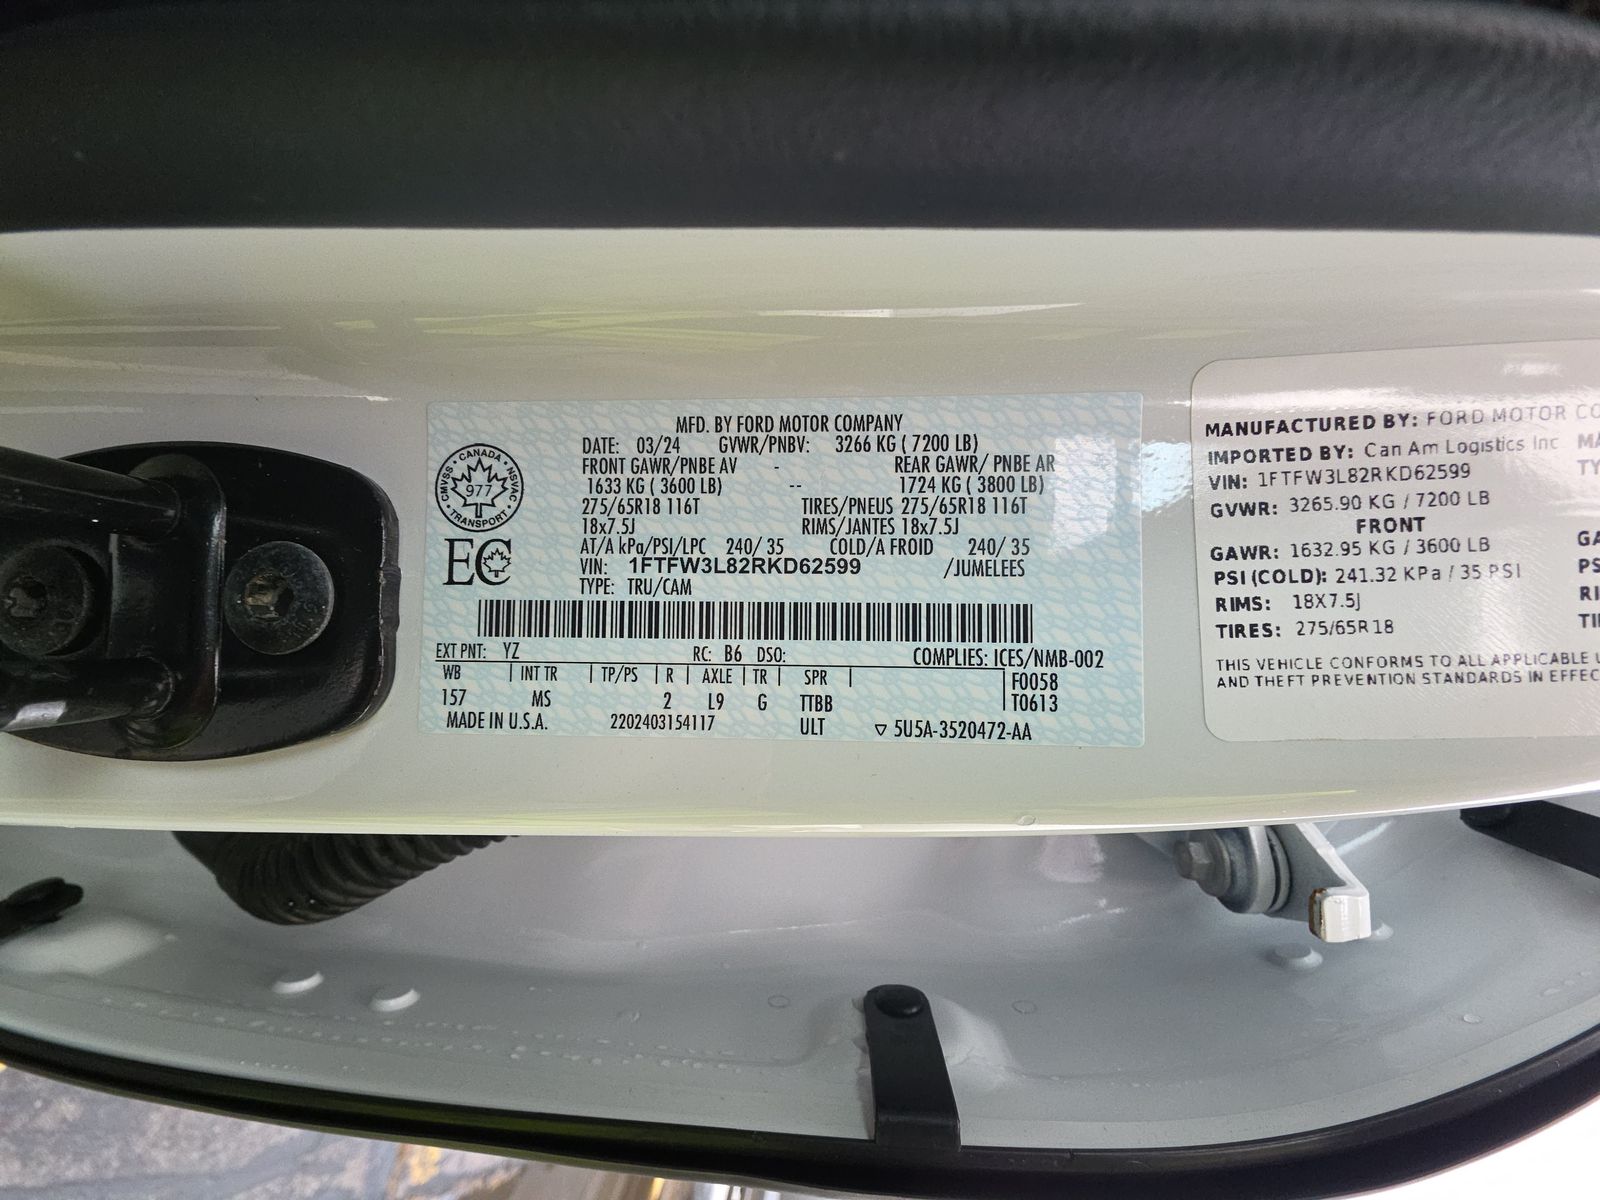 MFD. BY FORD MOTOR COMPANY
DATE: 03/24 GVWR/PNBV: 3266 KG ( 7200 LB)
FRONT GAWR/PNBE AV - REAR GAWR/ PNBE AR
1633 KG ( 3600 LB) -- 1724 KG ( 3800 LB)
275/65R18 116T TIRES/PNEUS 275/65R18 116T
18x7.5J RIMS/JANTES 18x7.5J
AT/A kPa/PSI/LPC 240/ 35 COLD/A FROID 240/ 35
VIN: 1FTFW3L82RKD62599 /JUMELEES
TYPE: TRU/CAM
CMVSS • CANADA • NSVAC • TRANSPORT •
977
EC
EXT PNT: YZ RC: B6 DSO: COMPLIES: ICES/NMB-002
WB | INT TR | TP/PS | R | AXLE | TR | SPR | F0058
157 MS 2 L9 G TTBB | T0613
MADE IN U.S.A. 2202403154117 ULT ▽ 5U5A-3520472-AA
MANUFACTURED BY: FORD MOTOR CO
IMPORTED BY: Can Am Logistics Inc MA
VIN: 1FTFW3L82RKD62599 TY
GVWR: 3265.90 KG / 7200 LB
FRONT
GAWR: 1632.95 KG / 3600 LB GA
PSI (COLD): 241.32 KPa / 35 PSI PS
RIMS: 18X7.5J RI
TIRES: 275/65R18 TI
THIS VEHICLE CONFORMS TO ALL APPLICABLE
AND THEFT PREVENTION STANDARDS IN EFFEC